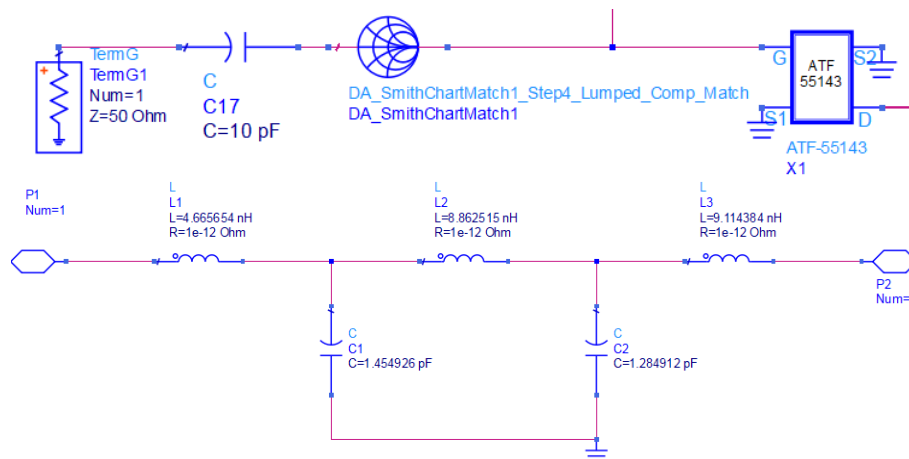 TermG
TermG1
Num=1
Z=50 Ohm
C
C17
C=10 pF
DA_SmithChartMatch1_Step4_Lumped_Comp_Match
DA_SmithChartMatch1
G
S2
ATF
55143
S1
D
ATF-55143
X1
P1
Num=1
L
L1
L=4.665654 nH
R=1e-12 Ohm
L
L2
L=8.862515 nH
R=1e-12 Ohm
L
L3
L=9.114384 nH
R=1e-12 Ohm
P2
Num=
C
C1
C=1.454926 pF
C
C2
C=1.284912 pF